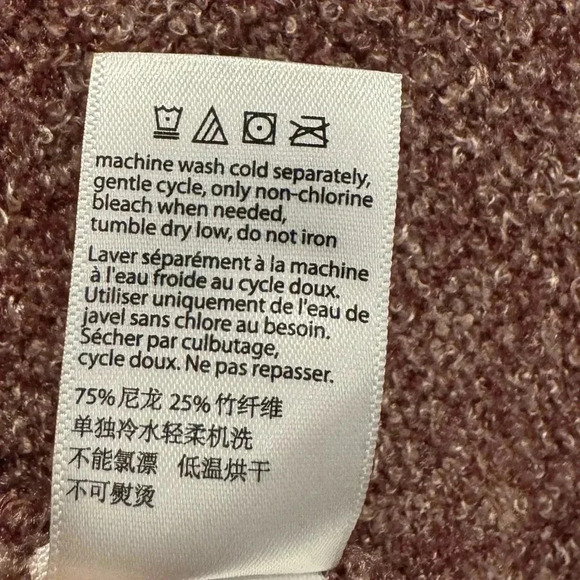 machine wash cold separately,
gentle cycle, only non-chlorine
bleach when needed,
tumble dry low, do not iron
Laver séparément à la machine
à l'eau froide au cycle doux.
Utiliser uniquement de l'eau de
javel sans chlore au besoin.
Sécher par culbutage,
cycle doux. Ne pas repasser.
75% 尼龙 25% 竹纤维
单独冷水轻柔机洗
不能氯漂 低温烘干
不可熨烫